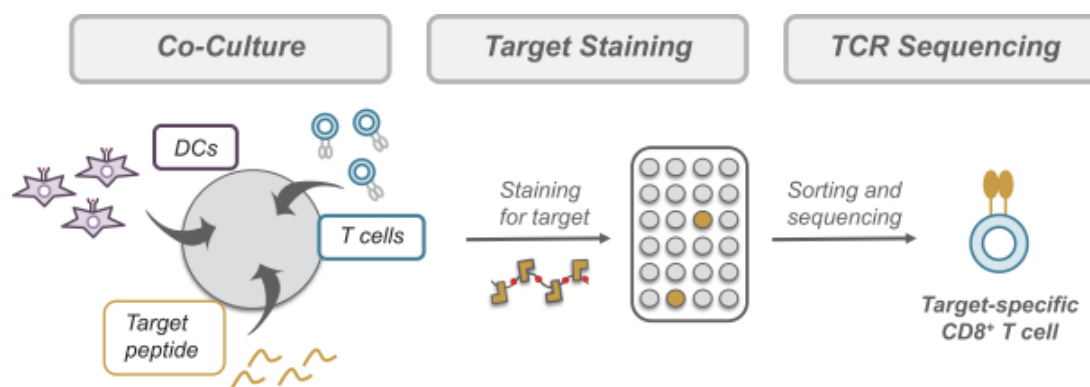 Co-Culture
Target Staining
TCR Sequencing
DCs
T cells
Target
peptide
Staining
for target
Sorting and
sequencing
Target-specific
CD8⁺ T cell